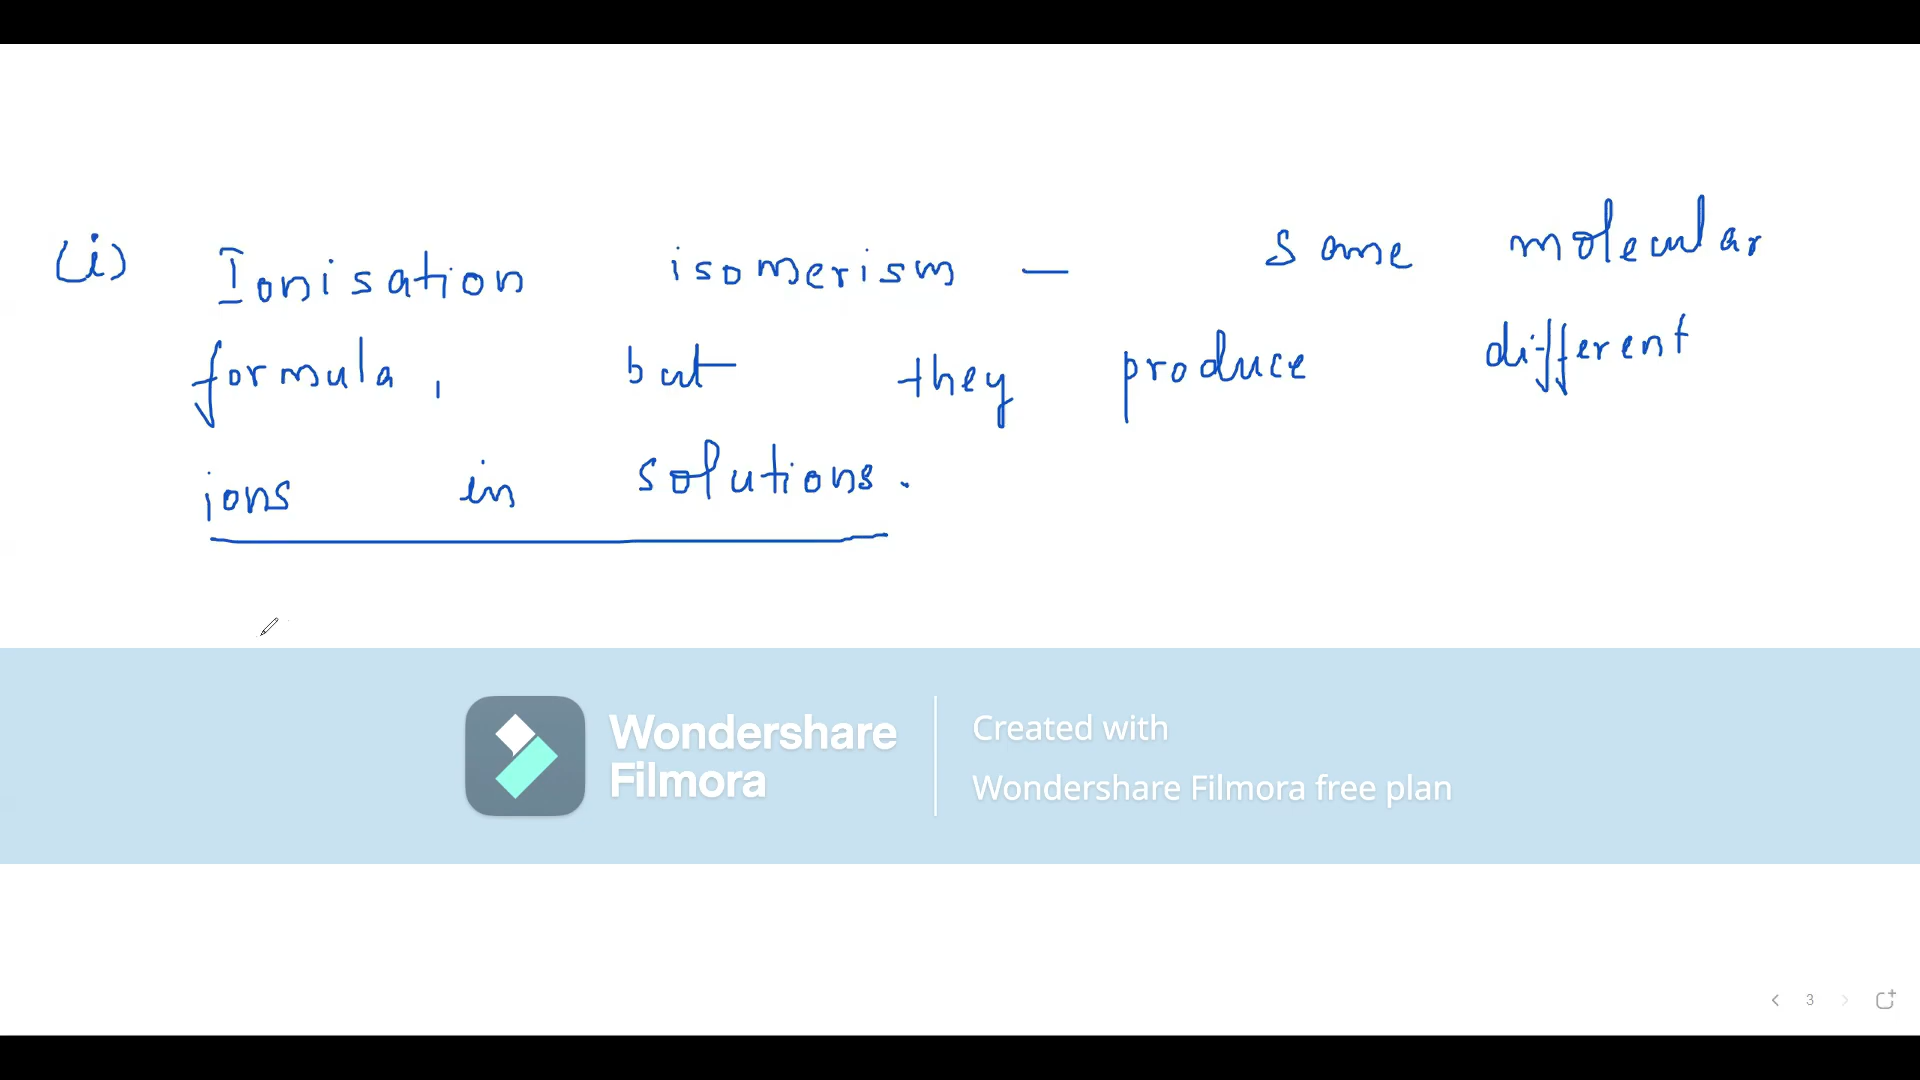 (i) Ionisation isomerism — same molecular
formula, but they produce different
ions in solutions.
Wondershare
Filmora
Created with
Wondershare Filmora free plan
3